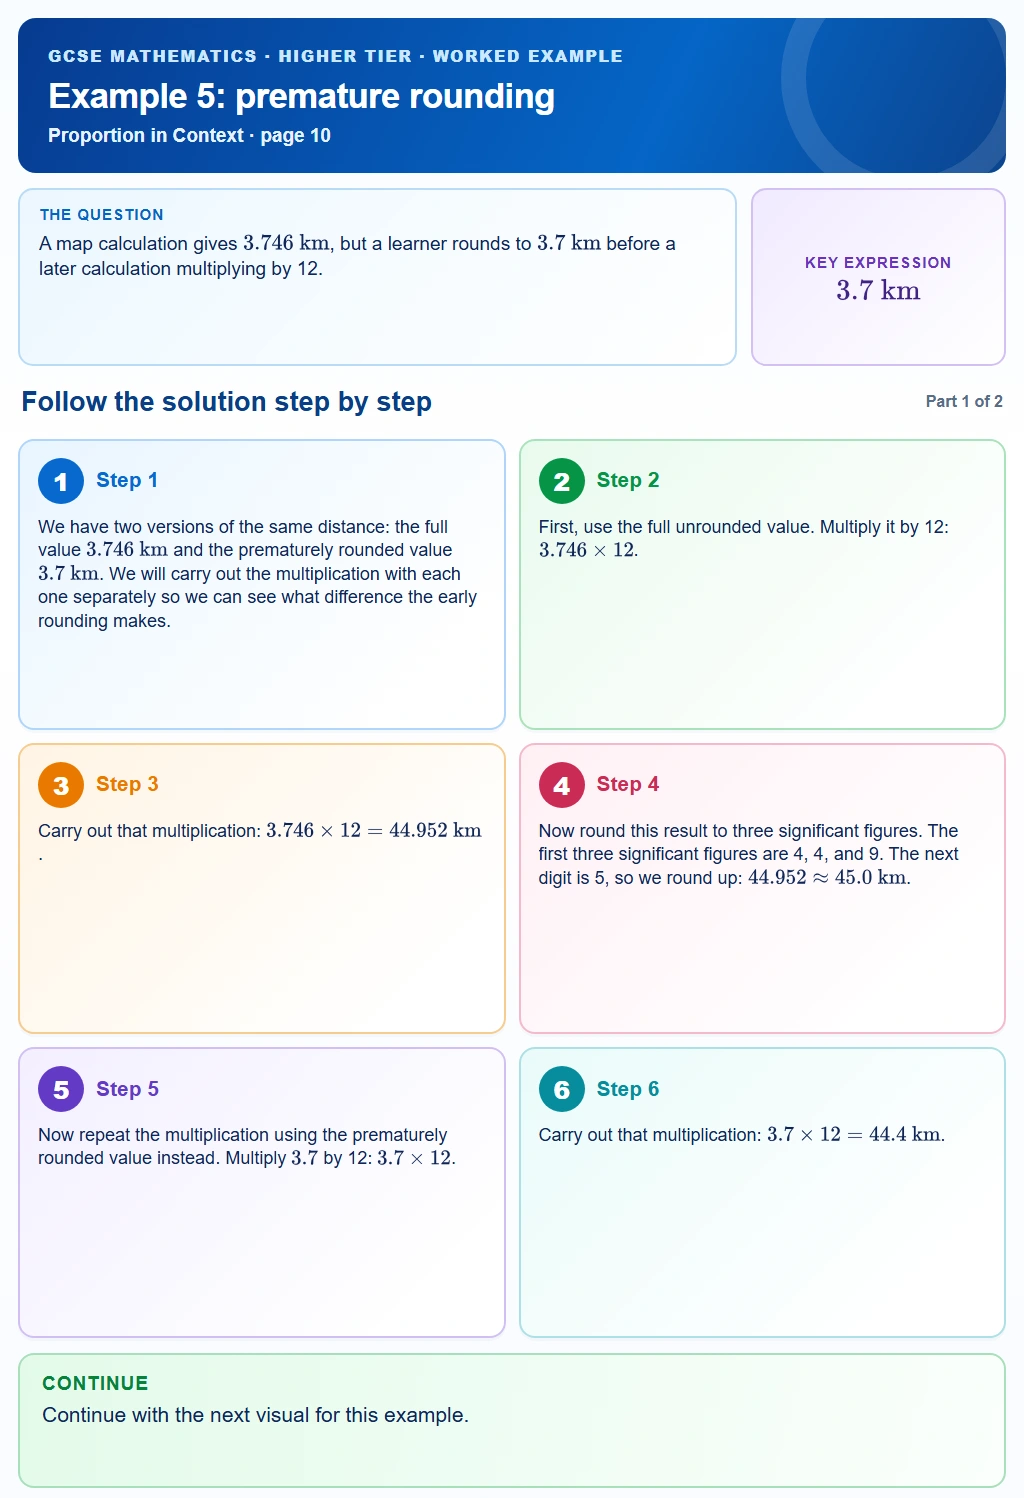 GCSE MATHEMATICS · HIGHER TIER · WORKED EXAMPLE
Example 5: premature rounding
Proportion in Context · page 10
THE QUESTION
A map calculation gives 3.746 km, but a learner rounds to 3.7 km before a
later calculation multiplying by 12.
KEY EXPRESSION
3.7 km
Follow the solution step by step
Part 1 of 2
1 Step 1
We have two versions of the same distance: the full
value 3.746 km and the prematurely rounded value
3.7 km. We will carry out the multiplication with each
one separately so we can see what difference the early
rounding makes.
2 Step 2
First, use the full unrounded value. Multiply it by 12:
3.746 × 12.
3 Step 3
Carry out that multiplication: 3.746 × 12 = 44.952 km
.
4 Step 4
Now round this result to three significant figures. The
first three significant figures are 4, 4, and 9. The next
digit is 5, so we round up: 44.952 ≈ 45.0 km.
5 Step 5
Now repeat the multiplication using the prematurely
rounded value instead. Multiply 3.7 by 12: 3.7 × 12.
6 Step 6
Carry out that multiplication: 3.7 × 12 = 44.4 km.
CONTINUE
Continue with the next visual for this example.